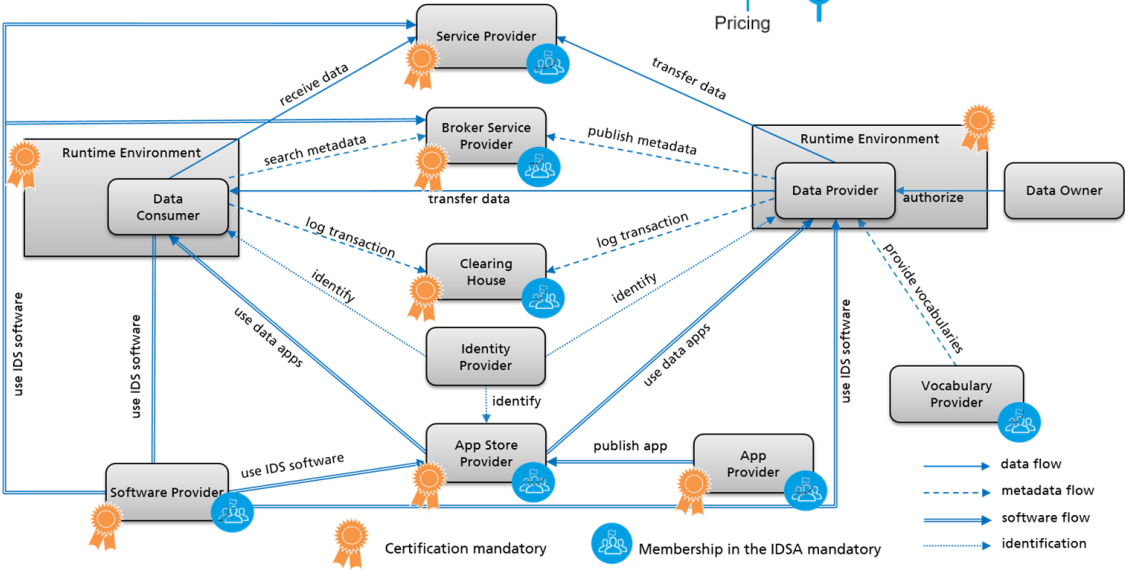 Pricing
Service Provider
receive data
transfer data
Broker Service
Provider
search metadata
publish metadata
Runtime Environment
Runtime Environment
Data
Consumer
Data Provider
authorize
Data Owner
transfer data
log transaction
log transaction
Clearing
House
identify
identify
provide vocabularies
use IDS software
use IDS software
use data apps
Identity
Provider
use data apps
use IDS software
identify
Vocabulary
Provider
App Store
Provider
publish app
App
Provider
use IDS software
Software Provider
data flow
metadata flow
software flow
identification
Certification mandatory
Membership in the IDSA mandatory